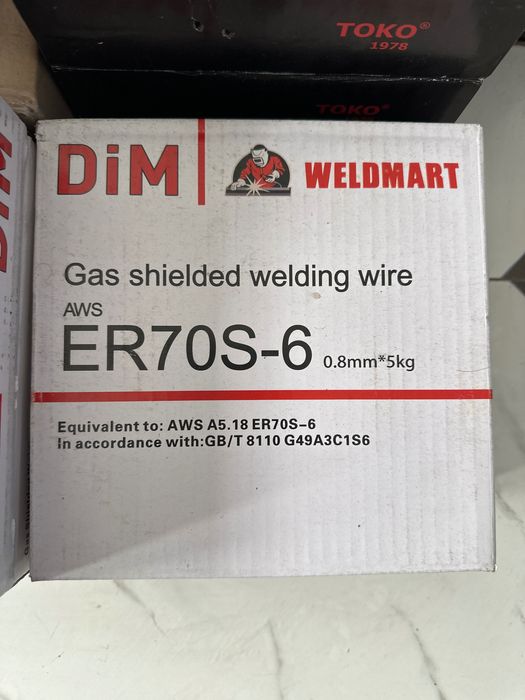 TOKO®
1978
TOKO®
DiM
DiM
WELDMART
Gas shielded welding wire
AWS
ER70S-6 0.8mm*5kg
Equivalent to: AWS A5.18 ER70S-6
In accordance with:GB/T 8110 G49A3C1S6